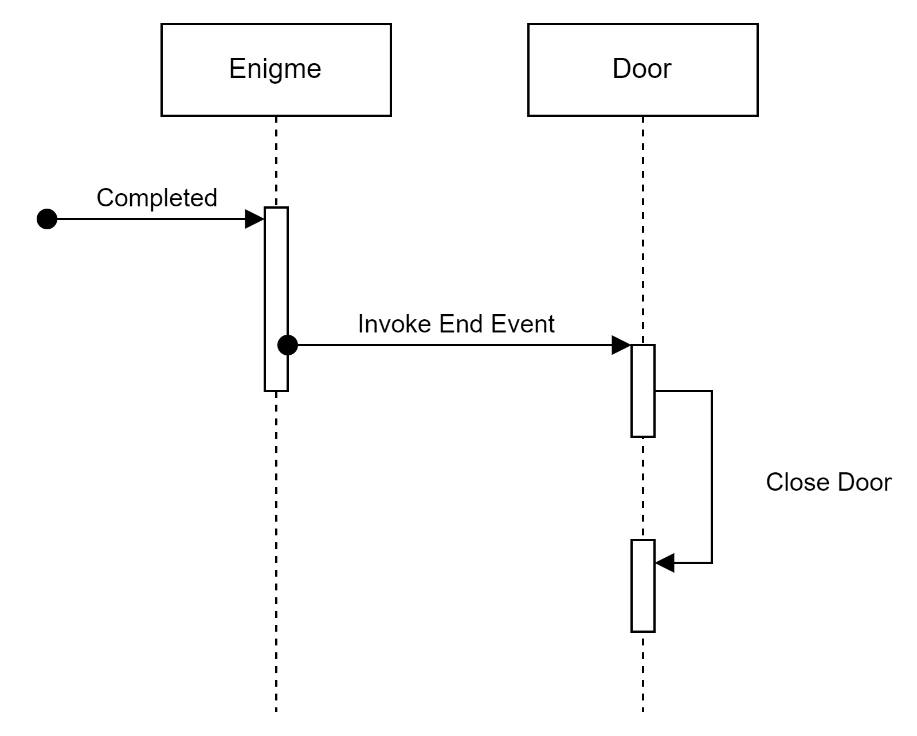 Enigme
Door
Completed
Invoke End Event
Close Door